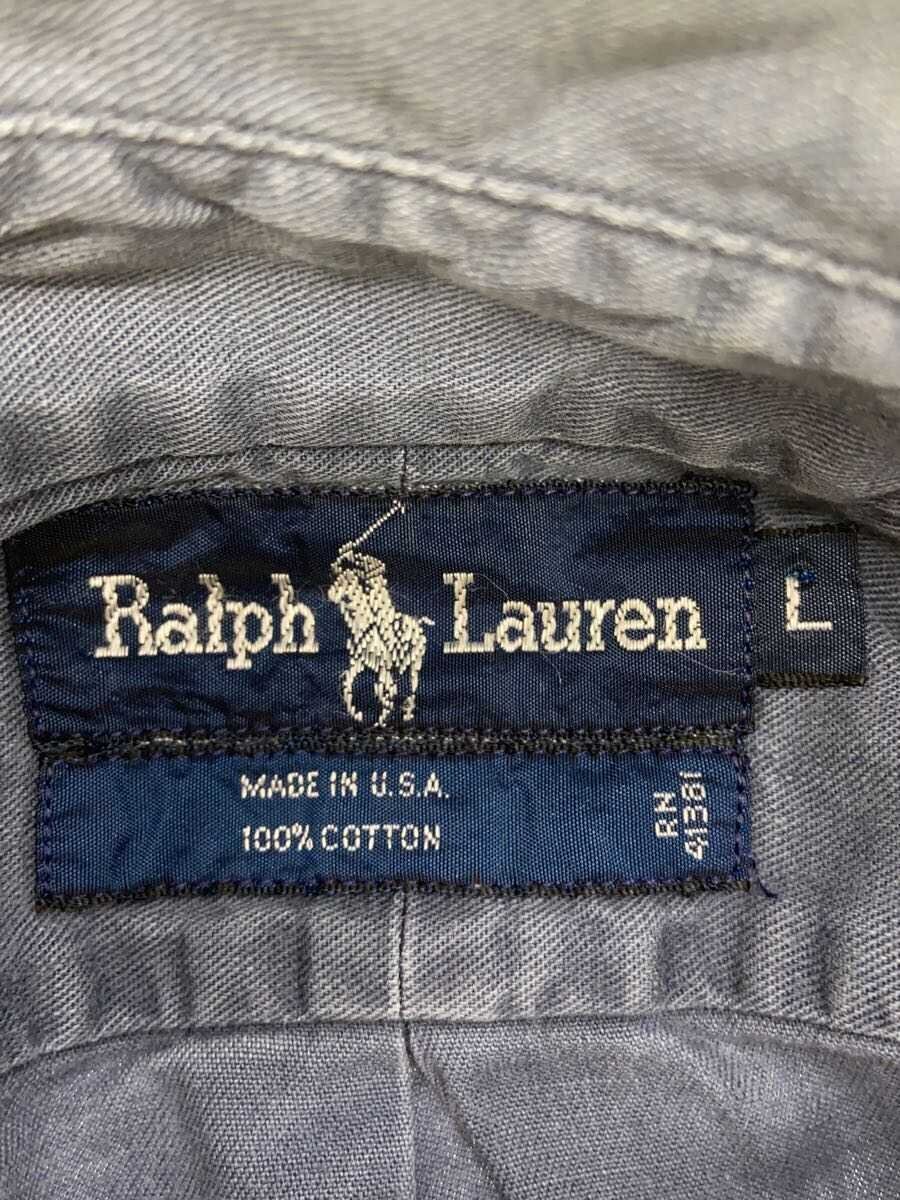 Ralph Lauren
L
MADE IN U.S.A.
100% COTTON
RN
41381